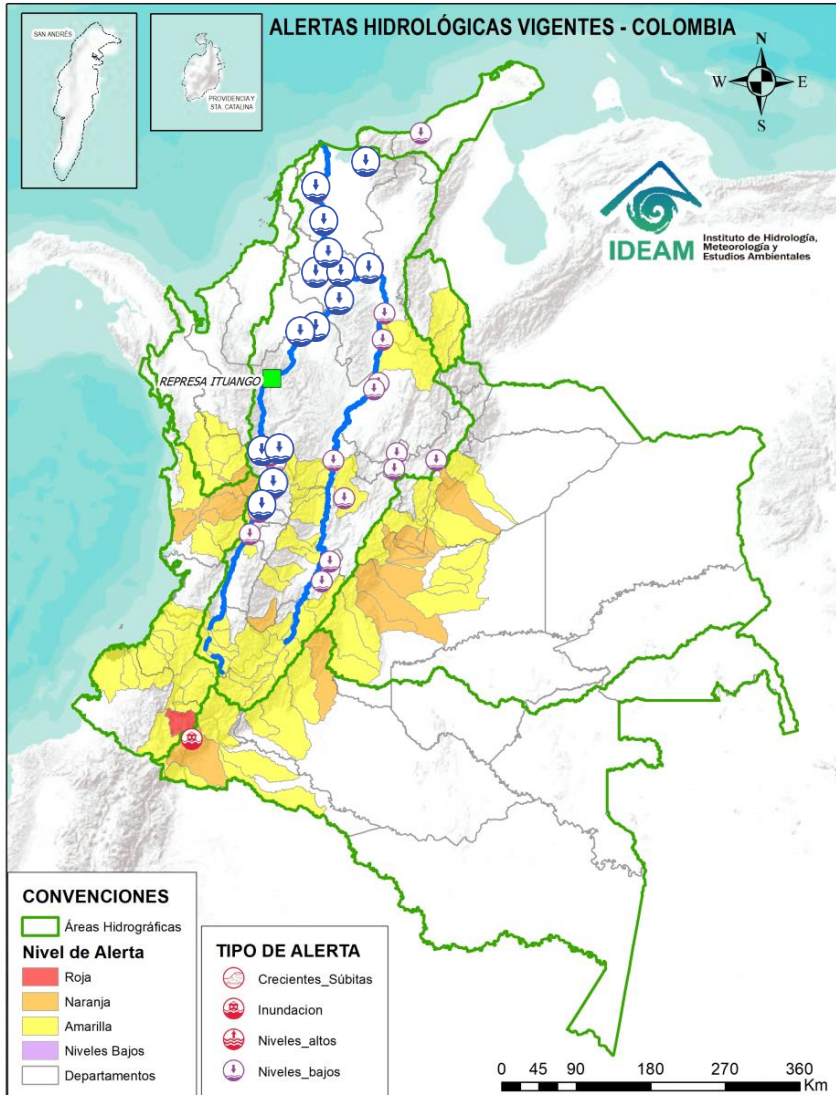 ALERTAS HIDROLÓGICAS VIGENTES - COLOMBIA
SAN ANDRÉS
PROVIDENCIA Y
STA. CATALINA
N
W
E
S
IDEAM
Instituto de Hidrología,
Meteorología y
Estudios Ambientales
REPRESA ITUANGO
CONVENCIONES
Áreas Hidrográficas
Nivel de Alerta
Roja
Naranja
Amarilla
Niveles Bajos
Departamentos
TIPO DE ALERTA
Crecientes_Súbitas
Inundacion
Niveles_altos
Niveles_bajos
0 45 90 180 270 360
Km